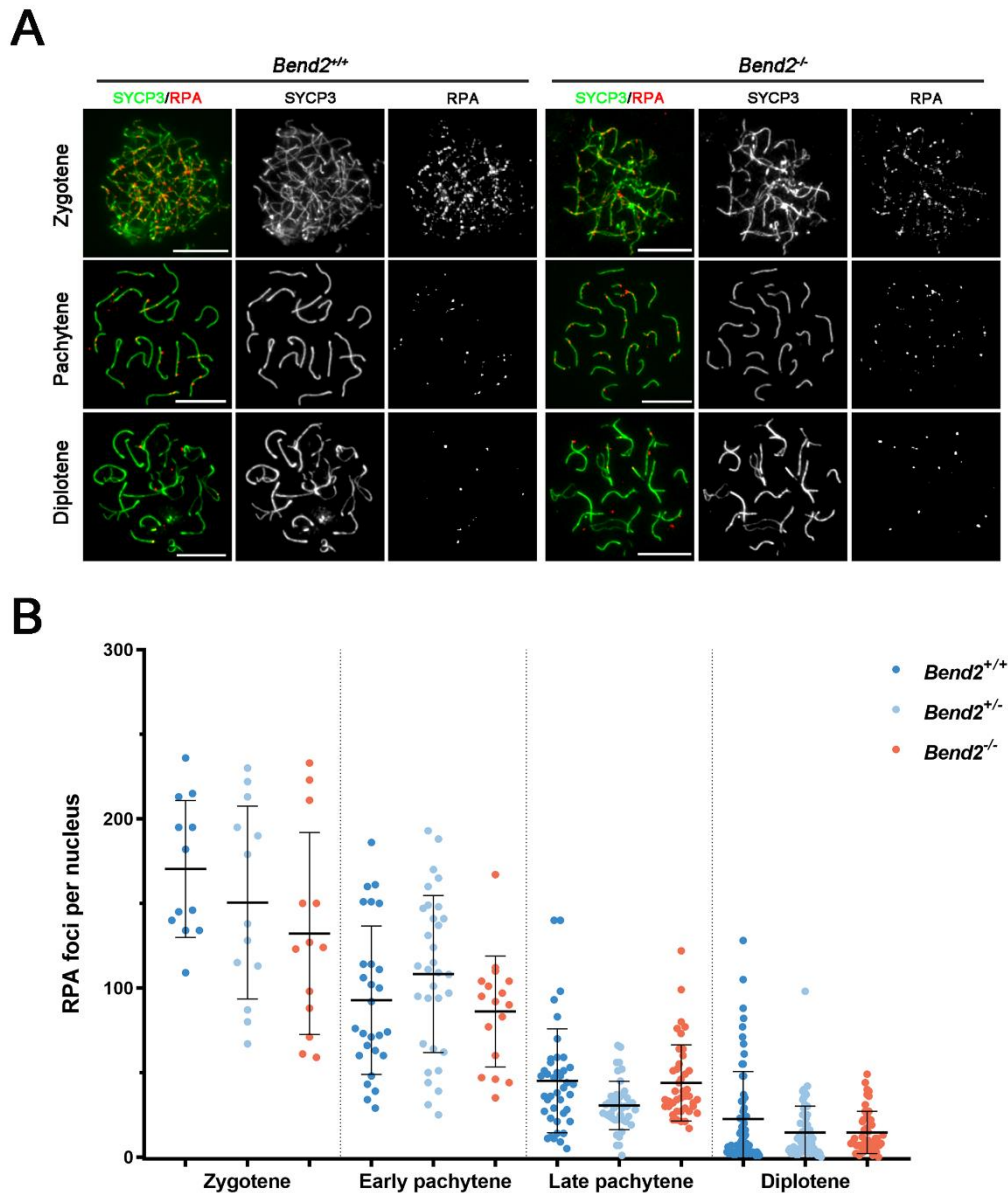 A
Bend2+/+ Bend2-/-
SYCP3/RPA SYCP3 RPA SYCP3/RPA SYCP3 RPA
Zygotene
Pachytene
Diplotene
B
300
200
100
0
RPA foci per nucleus
Bend2+/+
Bend2+/-
Bend2-/-
Zygotene Early pachytene Late pachytene Diplotene